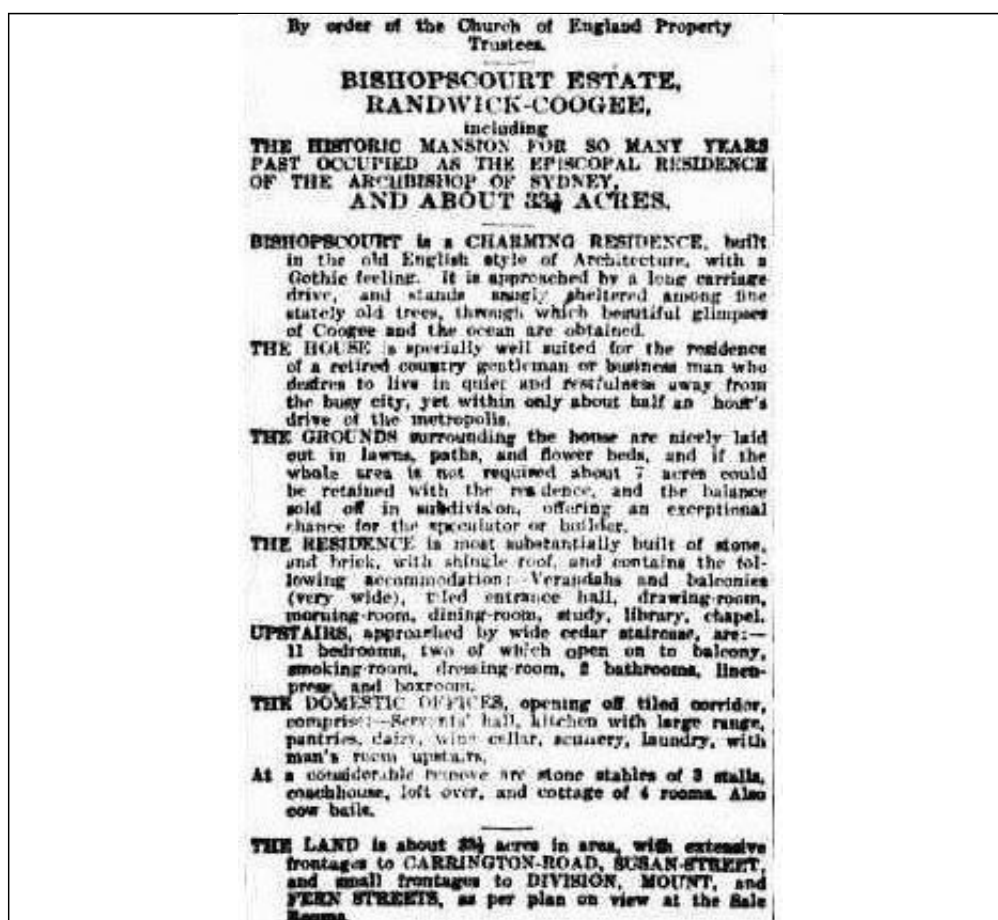 By order of the Church of England Property
Trustees.
BISHOPSCOURT ESTATE,
RANDWICK-COOGEE,
including
THE HISTORIC MANSION FOR SO MANY YEARS
PAST OCCUPIED AS THE EPISCOPAL RESIDENCE
OF THE ARCHBISHOP OF SYDNEY,
AND ABOUT 33½ ACRES.
BISHOPSCOURT is a CHARMING RESIDENCE, built
in the old English style of Architecture, with a
Gothic feeling. It is approached by a long carriage
drive, and stands snugly sheltered among fine
stately old trees, through which beautiful glimpses
of Coogee and the ocean are obtained.
THE HOUSE is specially well suited for the residence
of a retired country gentleman or business man who
desires to live in quiet and restfulness away from
the busy city, yet within only about half an hour's
drive of the metropolis.
THE GROUNDS surrounding the house are nicely laid
out in lawns, paths, and flower beds, and if the
whole area is not required about 7 acres could
be retained with the residence, and the balance
sold off in subdivision, offering an exceptional
chance for the speculator or builder.
THE RESIDENCE is most substantially built of stone,
and brick, with shingle roof, and contains the fol-
lowing accommodation:—Verandahs and balconies
(very wide), tiled entrance hall, drawing-room,
morning-room, dining-room, study, library, chapel.
UPSTAIRS, approached by wide cedar staircase, are:—
11 bedrooms, two of which open on to balcony,
smoking-room, dressing-room, 2 bathrooms, linen-
press, and boxroom.
THE DOMESTIC OFFICES, opening off tiled corridor,
comprise:—Servants' hall, kitchen with large range,
pantries, dairy, wine cellar, scullery, laundry, with
man's room upstairs.
At a considerable remove are stone stables of 3 stalls,
coachhouse, loft over, and cottage of 4 rooms. Also
cow bails.
THE LAND is about 33½ acres in area, with extensive
frontages to CARRINGTON-ROAD, SUSAN-STREET,
and small frontages to DIVISION, MOUNT, and
FERN STREETS, as per plan on view at the Sale
Rooms.